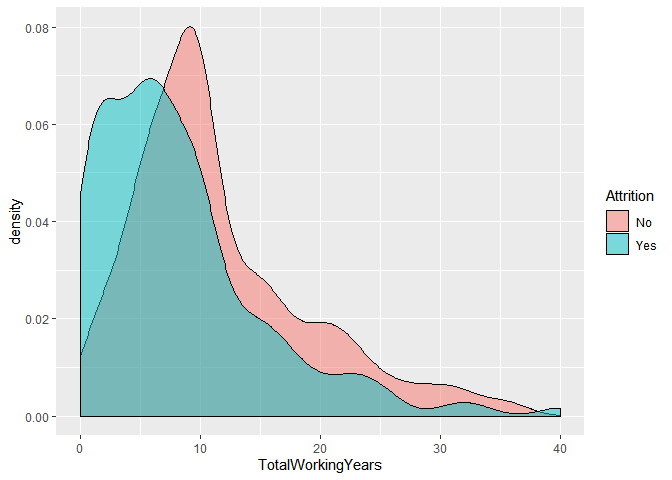 0.08
0.06
0.04
0.02
0.00
density
0 10 20 30 40
TotalWorkingYears
Attrition
No
Yes